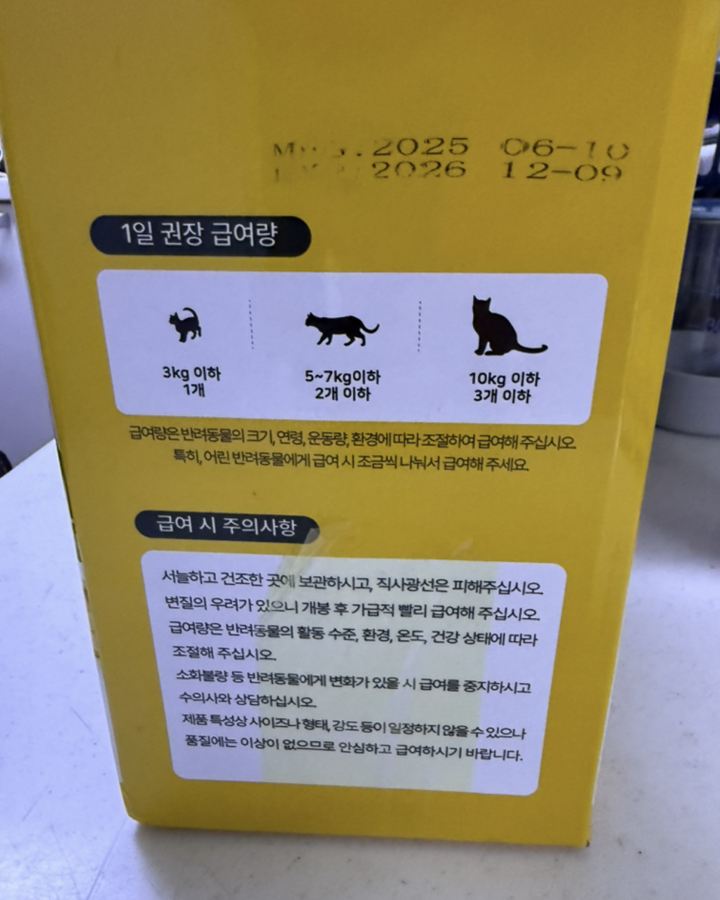 .2025 06-10
2026 12-09
1일 권장 급여량
3kg 이하
1개
5~7kg이하
2개 이하
10kg 이하
3개 이하
급여량은 반려동물의 크기, 연령, 운동량, 환경에 따라 조절하여 급여해 주십시오.
특히, 어린 반려동물에게 급여 시 조금씩 나눠서 급여해 주세요.
급여 시 주의사항
서늘하고 건조한 곳에 보관하시고, 직사광선은 피해주십시오.
변질의 우려가 있으니 개봉 후 가급적 빨리 급여해 주십시오.
급여량은 반려동물의 활동 수준, 환경, 온도, 건강 상태에 따라
조절해 주십시오.
소화불량 등 반려동물에게 변화가 있을 시 급여를 중지하시고
수의사와 상담하십시오.
제품 특성상 사이즈나 형태, 강도 등이 일정하지 않을 수 있으나
품질에는 이상이 없으므로 안심하고 급여하시기 바랍니다.